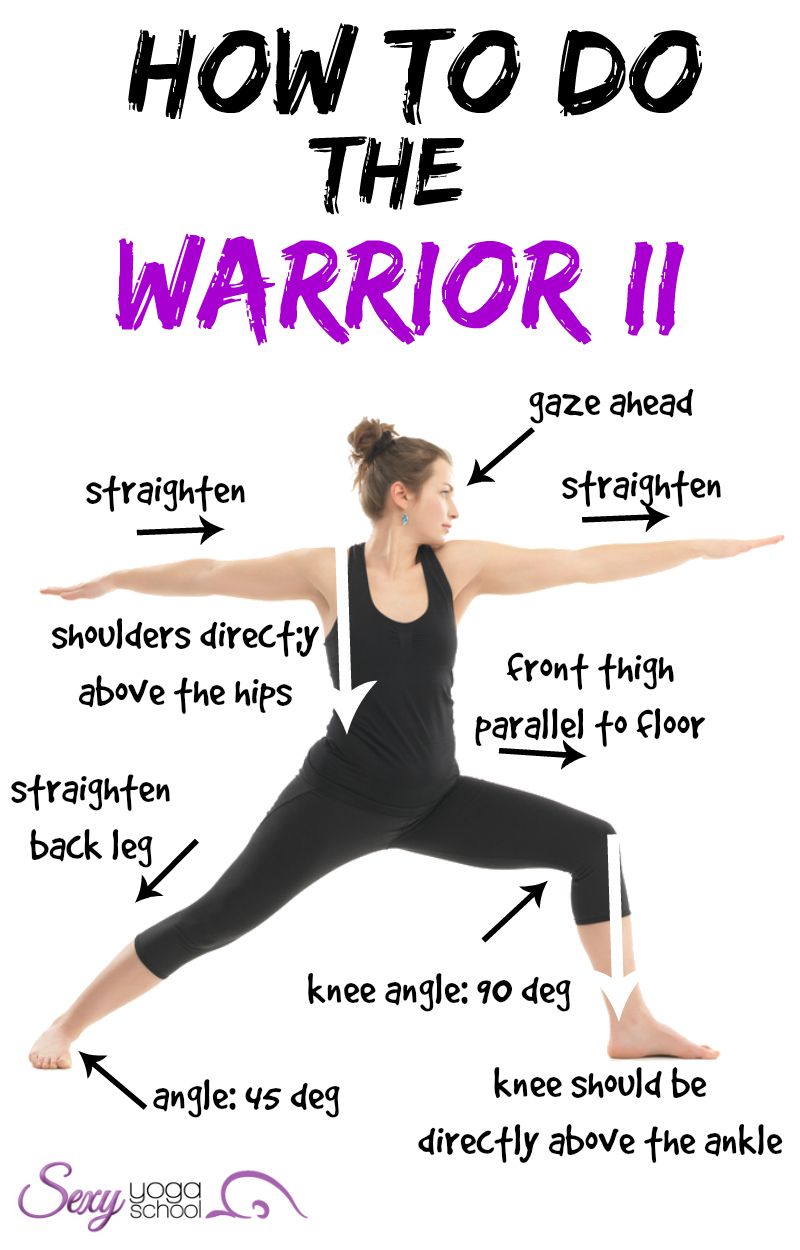 HOW TO DO
THE
WARRIOR II
gaze ahead
straighten
straighten
shoulders directły
above the hips
front thigh
parallel to floor
straighten
back leg
knee angle: 90 deg
angle: 45 deg
knee should be
directly above the ankle
Sexy yoga
school